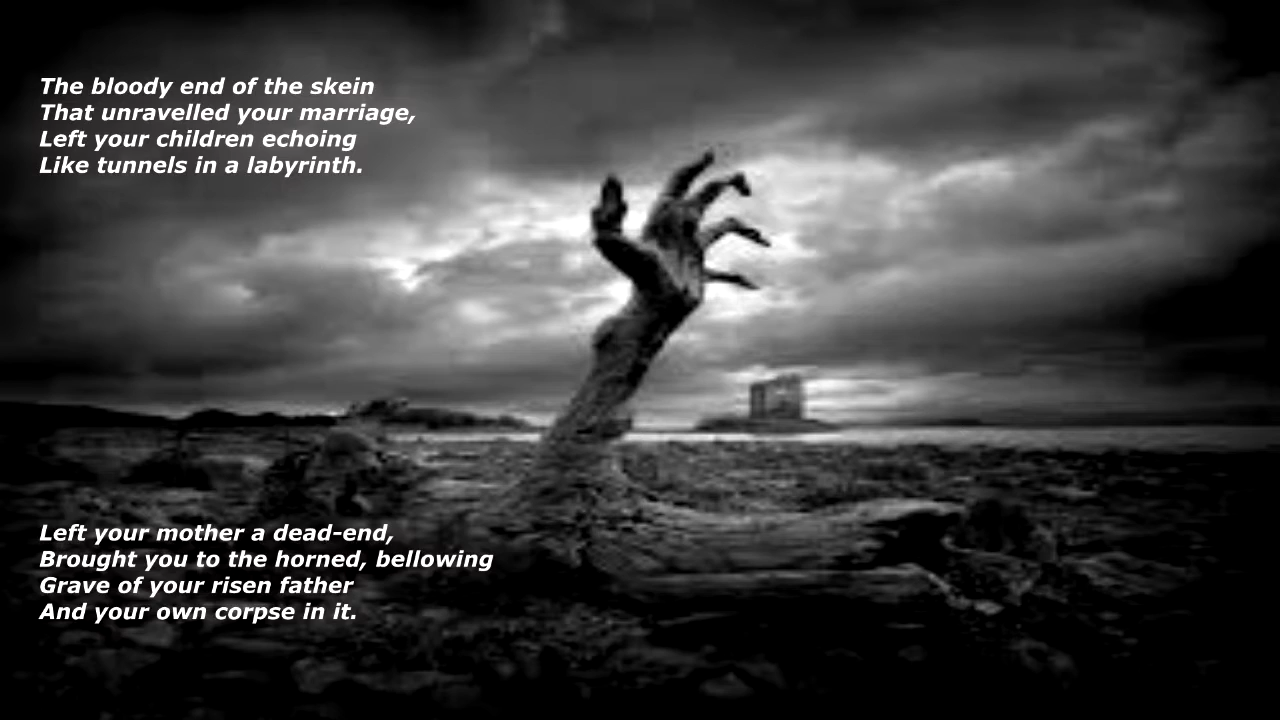 The bloody end of the skein
That unravelled your marriage,
Left your children echoing
Like tunnels in a labyrinth.
Left your mother a dead-end,
Brought you to the horned, bellowing
Grave of your risen father
And your own corpse in it.